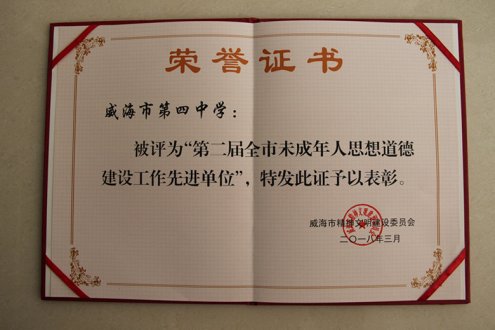 荣誉证书
威海市第四中学：
被评为“第二届全市未成年人思想道德
建设工作先进单位”，特发此证予以表彰。
威海市精神文明建设委员会
二〇一八年三月